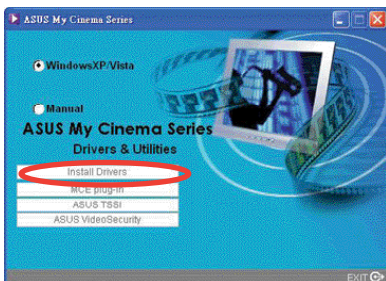 ASUS My Cinema Series
WindowsXP/Vista
Manual
ASUS My Cinema Series
Drivers & Utilities
Install Drivers
MCE plug-in
ASUS TSSI
ASUS VideoSecurity
EXIT